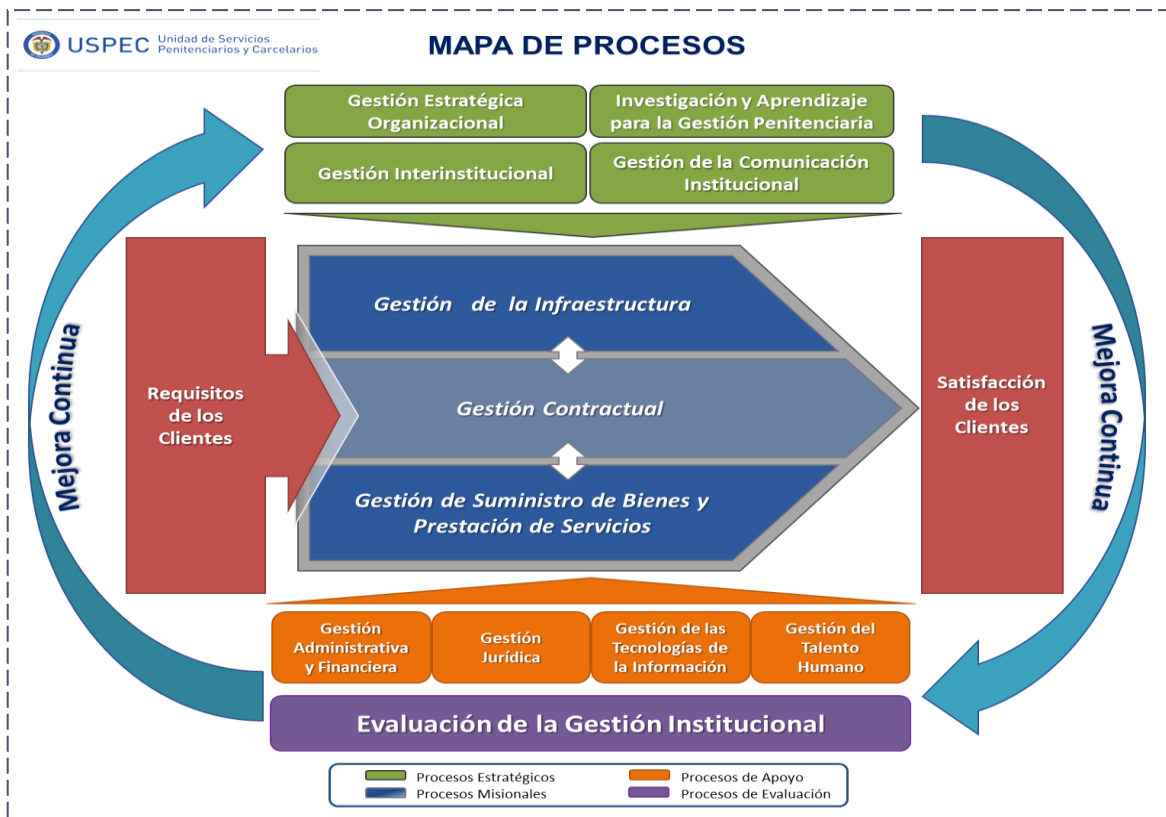 USPEC
Unidad de Servicios
Penitenciarios y Carcelarios
MAPA DE PROCESOS
Gestión Estratégica
Organizacional
Investigación y Aprendizaje
para la Gestión Penitenciaria
Gestión Interinstitucional
Gestión de la Comunicación
Institucional
Mejora Continua
Requisitos
de los
Clientes
Gestión de la Infraestructura
Gestión Contractual
Gestión de Suministro de Bienes y
Prestación de Servicios
Satisfacción
de los
Clientes
Mejora Continua
Gestión
Administrativa
y Financiera
Gestión
Jurídica
Gestión de las
Tecnologías de
la Información
Gestión del
Talento
Humano
Evaluación de la Gestión Institucional
Procesos Estratégicos
Procesos Misionales
Procesos de Apoyo
Procesos de Evaluación